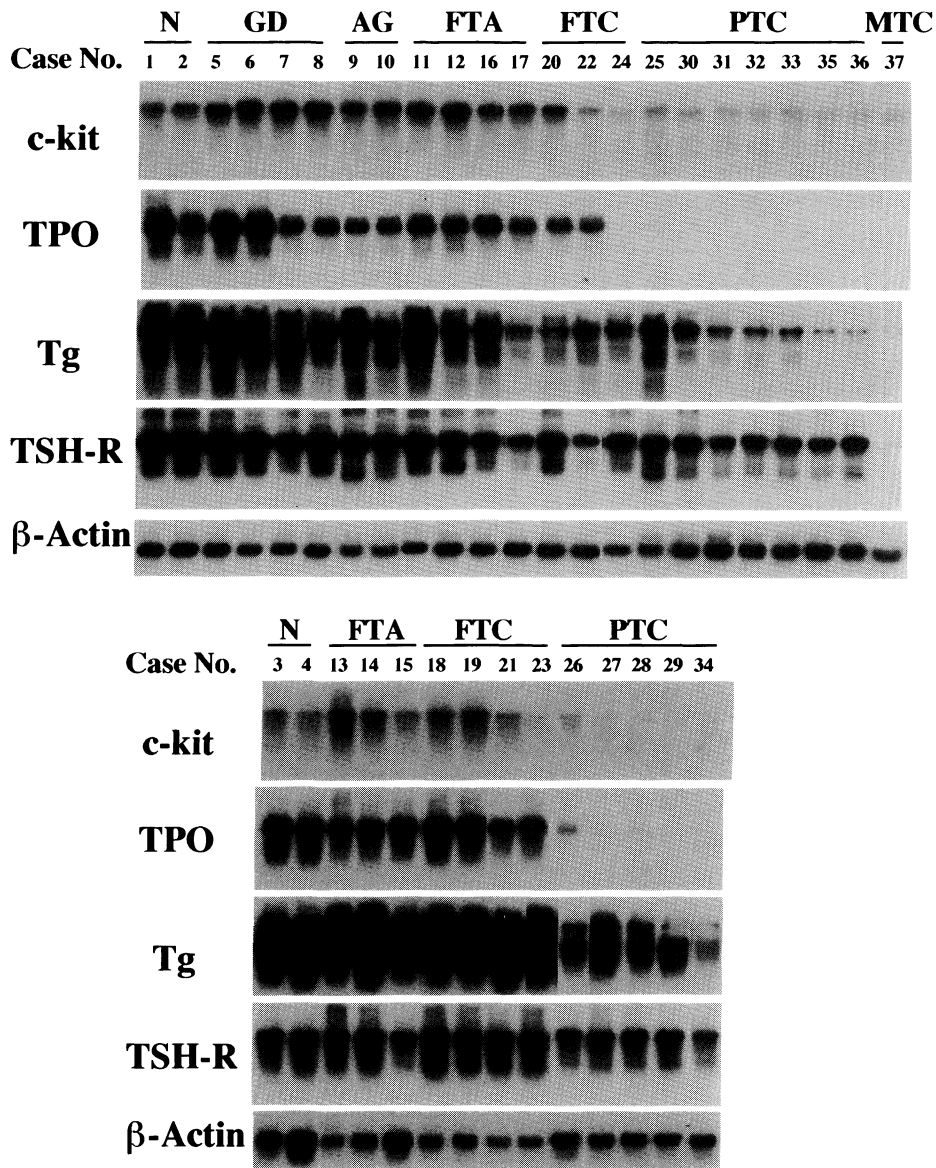 N GD AG FTA FTC PTC MTC
Case No. 1 2 5 6 7 8 9 10 11 12 16 17 20 22 24 25 30 31 32 33 35 36 37
c-kit
TPO
Tg
TSH-R
β-Actin
N FTA FTC PTC
Case No. 3 4 13 14 15 18 19 21 23 26 27 28 29 34
c-kit
TPO
Tg
TSH-R
β-Actin